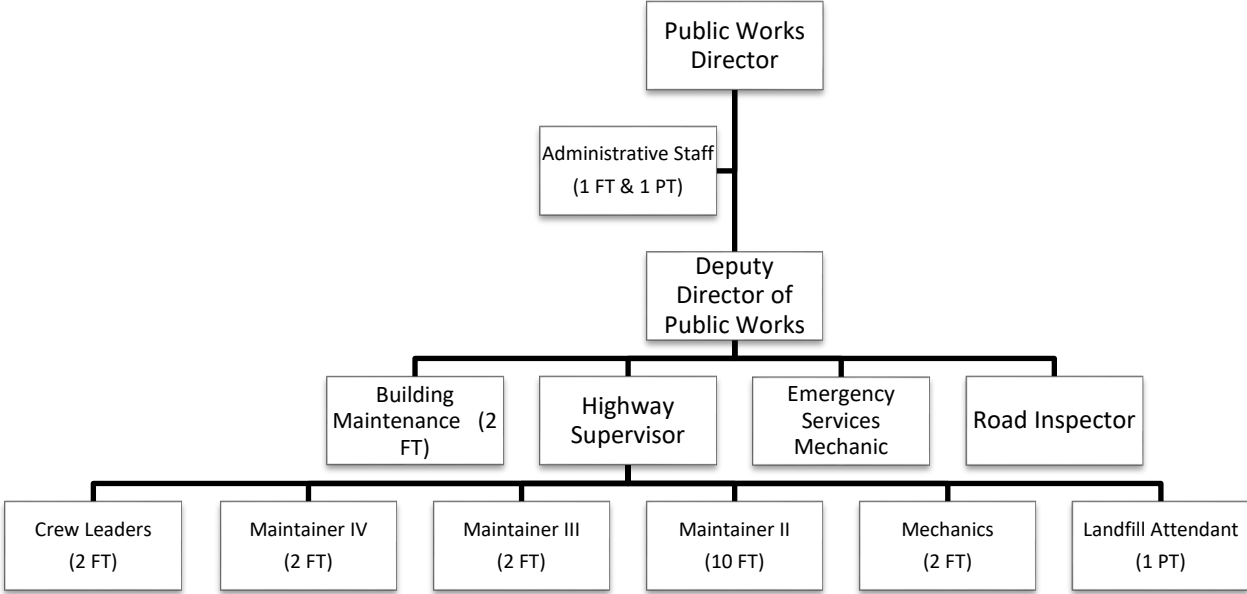 Public Works
Director
Administrative Staff
(1 FT & 1 PT)
Deputy
Director of
Public Works
Building
Maintenance (2
FT)
Highway
Supervisor
Emergency
Services
Mechanic
Road Inspector
Crew Leaders
(2 FT)
Maintainer IV
(2 FT)
Maintainer III
(2 FT)
Maintainer II
(10 FT)
Mechanics
(2 FT)
Landfill Attendant
(1 PT)